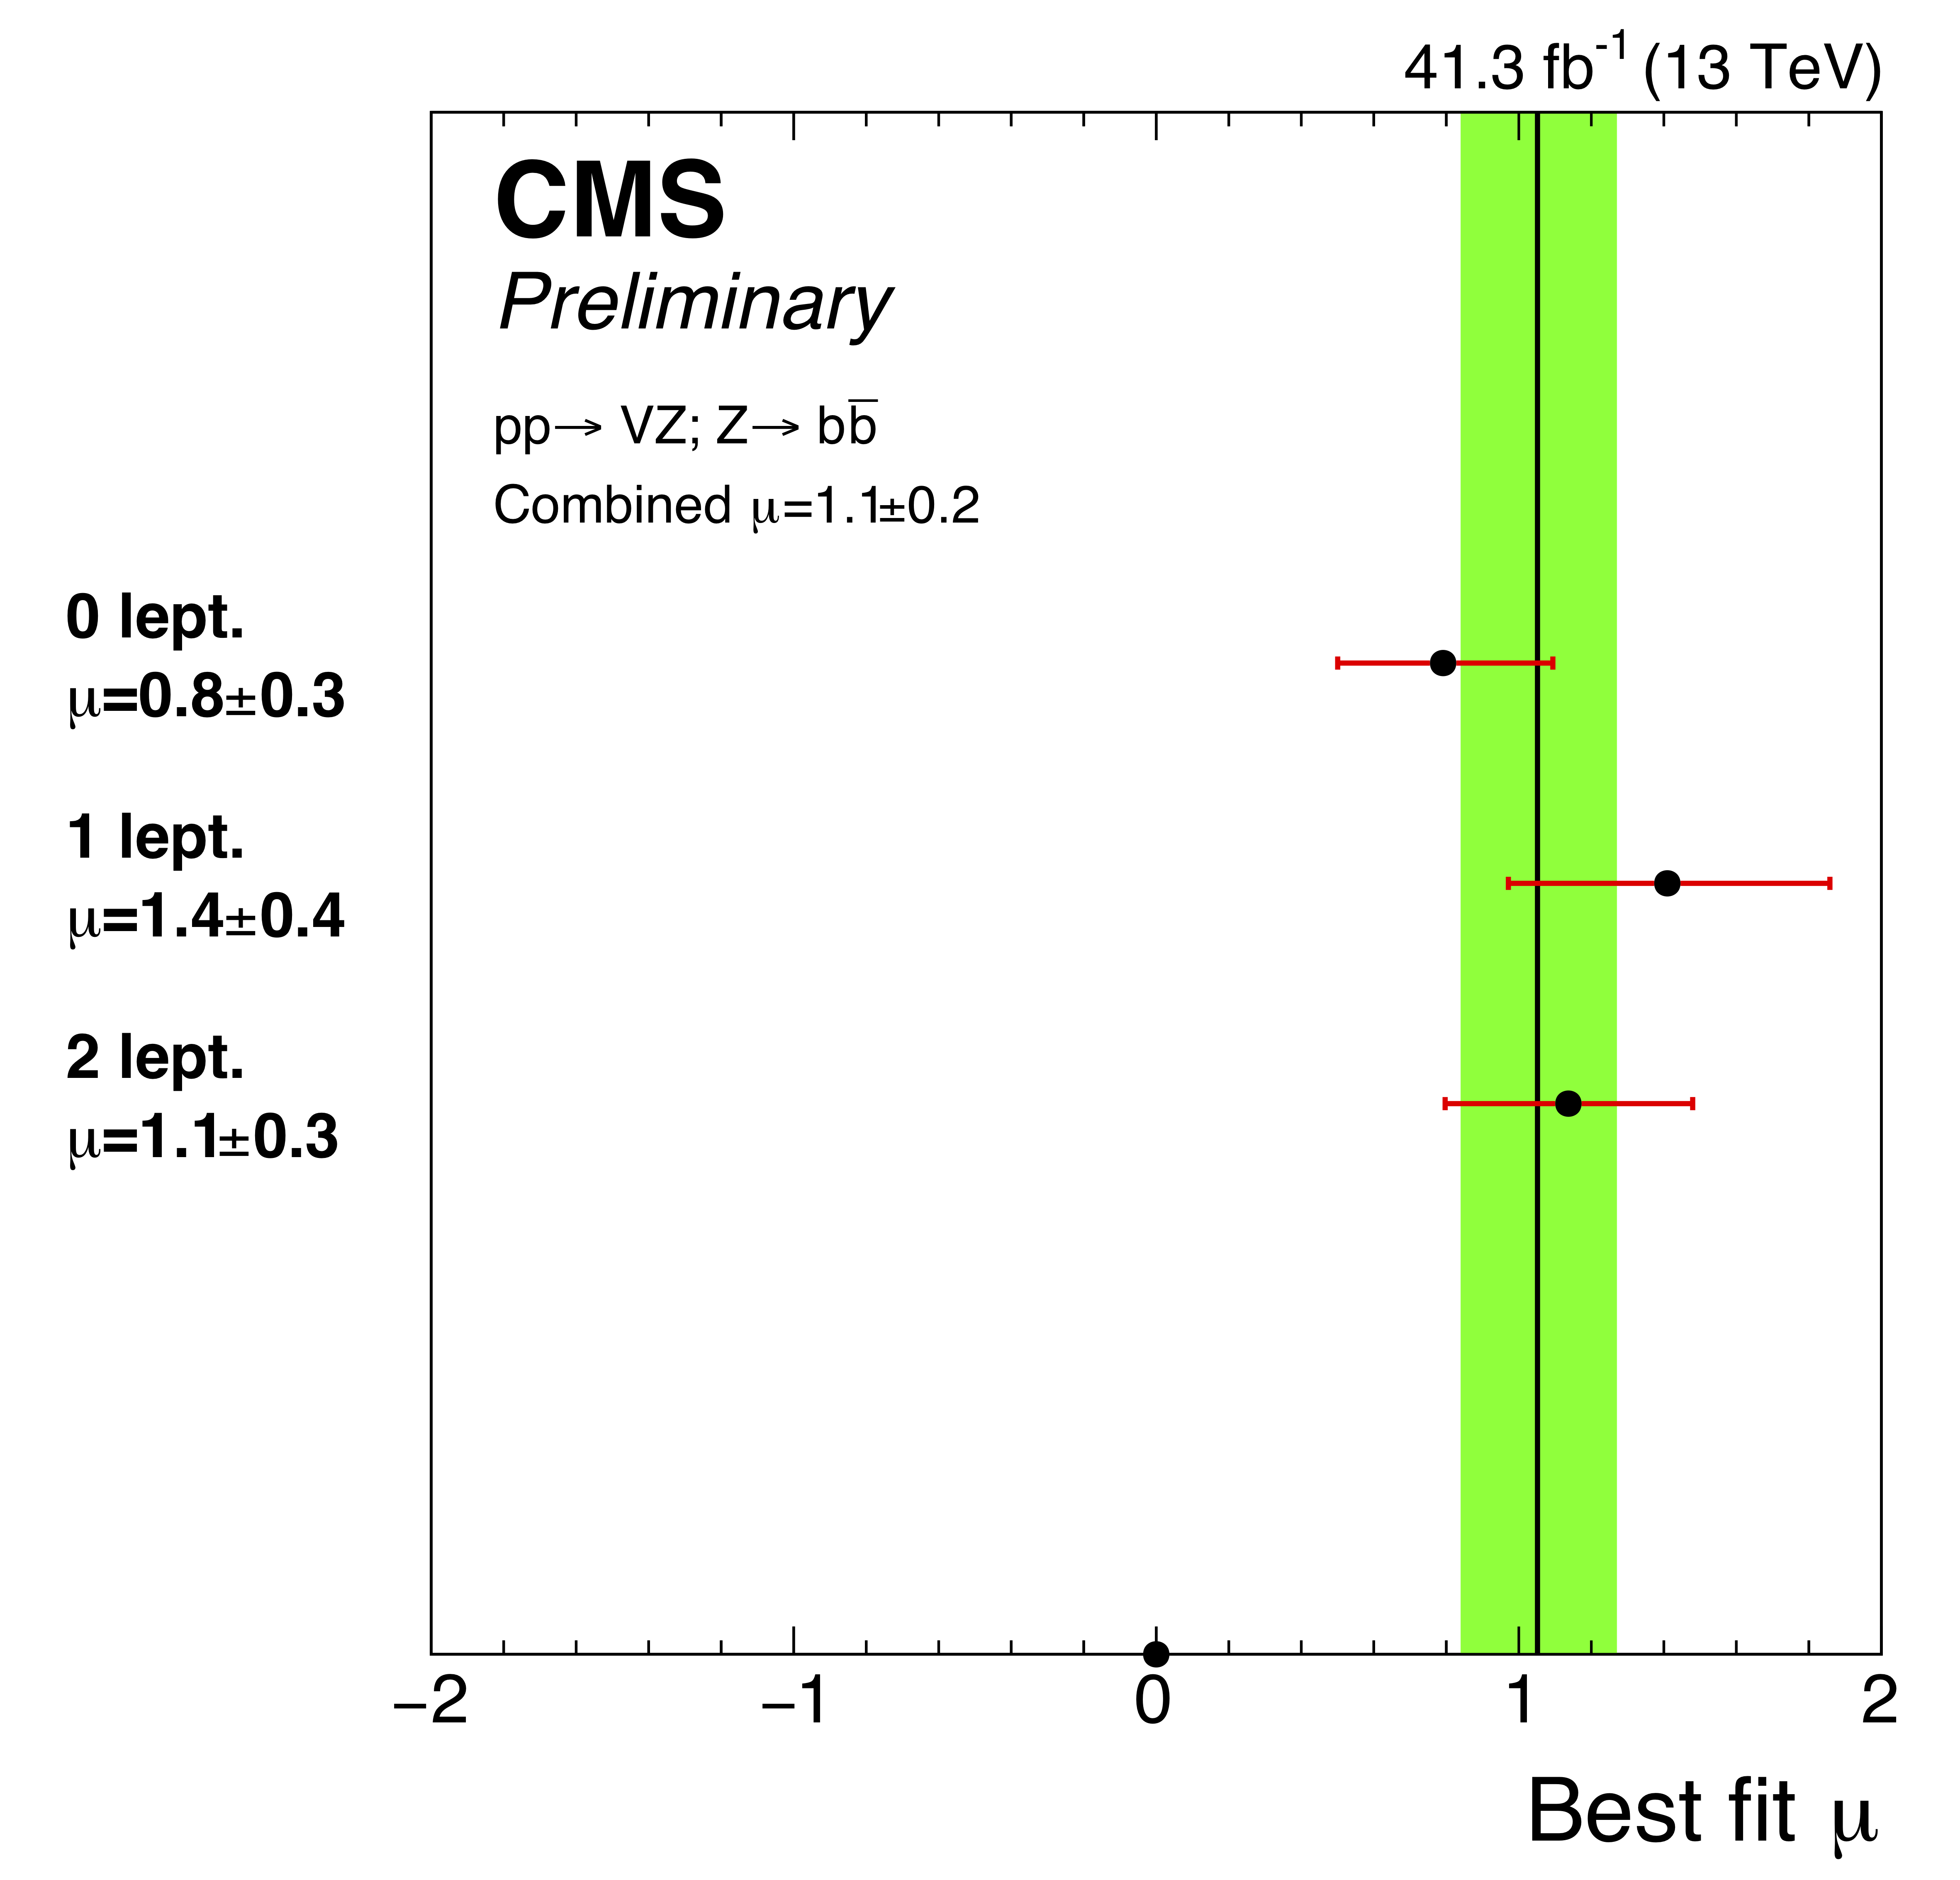 41.3 fb⁻¹ (13 TeV)
CMS
Preliminary
pp→ VZ; Z→ bb̅
Combined μ=1.1±0.2
0 lept.
μ=0.8±0.3
1 lept.
μ=1.4±0.4
2 lept.
μ=1.1±0.3
−2 −1 0 1 2
Best fit μ